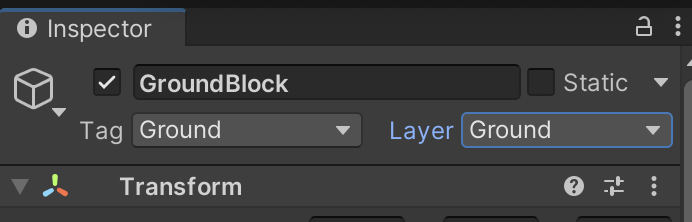 Inspector
GroundBlock Static
Tag Ground Layer Ground
Transform